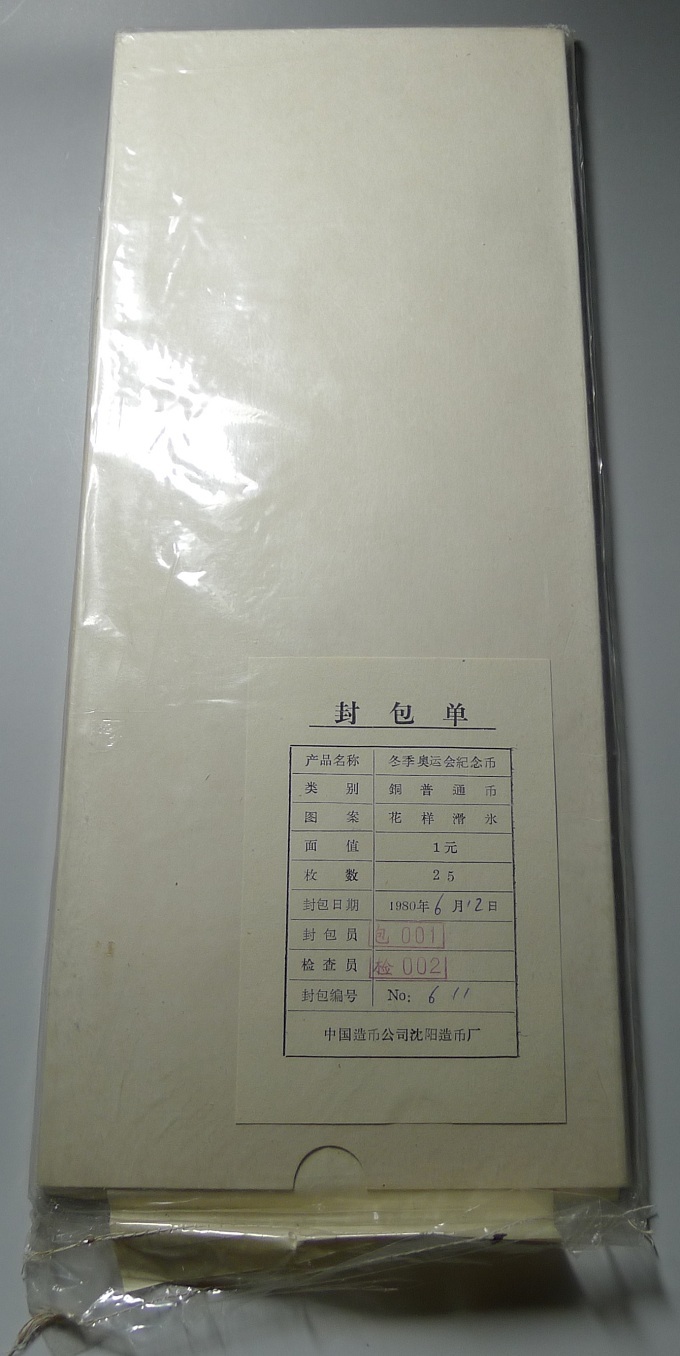 封包单
产品名称 冬季奥运会紀念币
类别 銅普通币
图案 花样滑氷
面值 1元
枚数 25
封包日期 1980年6月12日
封包员 包001
检查员 检002
封包编号 No: 611
中国造币公司沈阳造币厂